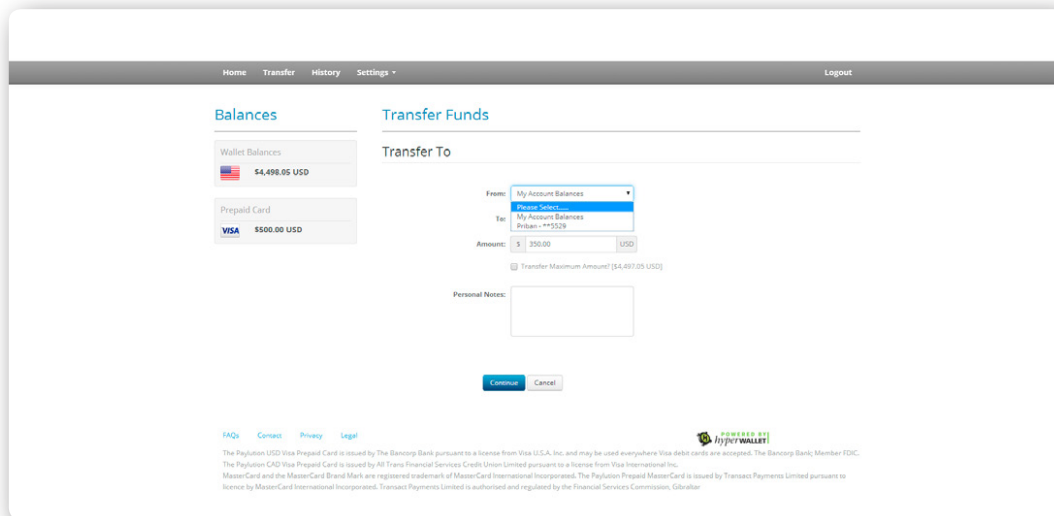 Home Transfer History Settings
Logout
Balances
Wallet Balances
$4,498.05 USD
Prepaid Card
VISA $500.00 USD
Transfer Funds
Transfer To
From: My Account Balances
Please Select.....
To: My Account Balances
Priban - **5529
Amount: $ 350.00 USD
Transfer Maximum Amount? [$4,497.05 USD]
Personal Notes:
Continue Cancel
FAQs Contact Privacy Legal
POWERED BY
hyperWALLET
The Paylution USD Visa Prepaid Card is issued by The Bancorp Bank pursuant to a license from Visa U.S.A. Inc. and may be used everywhere Visa debit cards are accepted. The Bancorp Bank; Member FDIC.
The Paylution CAD Visa Prepaid Card is issued by All Trans Financial Services Credit Union Limited pursuant to a license from Visa International Inc.
MasterCard and the MasterCard Brand Mark are registered trademark of MasterCard International Incorporated. The Paylution Prepaid MasterCard is issued by Transact Payments Limited pursuant to
licence by MasterCard International Incorporated. Transact Payments Limited is authorised and regulated by the Financial Services Commission, Gibraltar